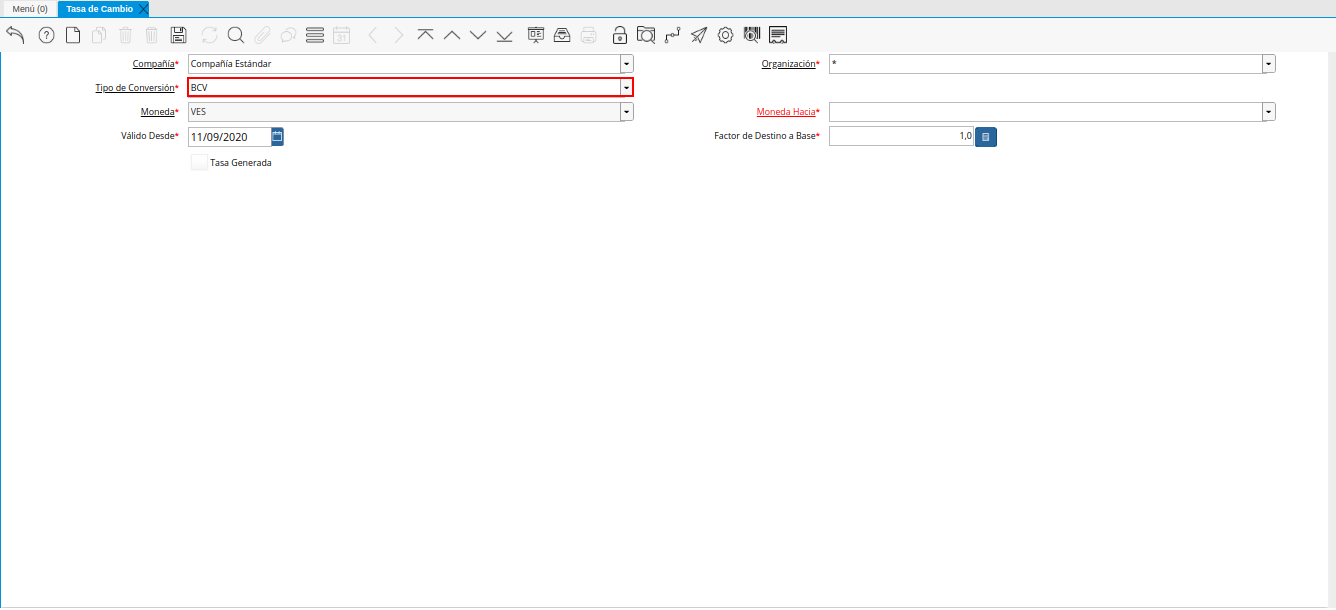 Menú (0) Tasa de Cambio
31
Compañía* Compañía Estándar Organización* *
Tipo de Conversión* BCV
Moneda* VES Moneda Hacia*
Válido Desde* 11/09/2020 Factor de Destino a Base* 1,0
Tasa Generada